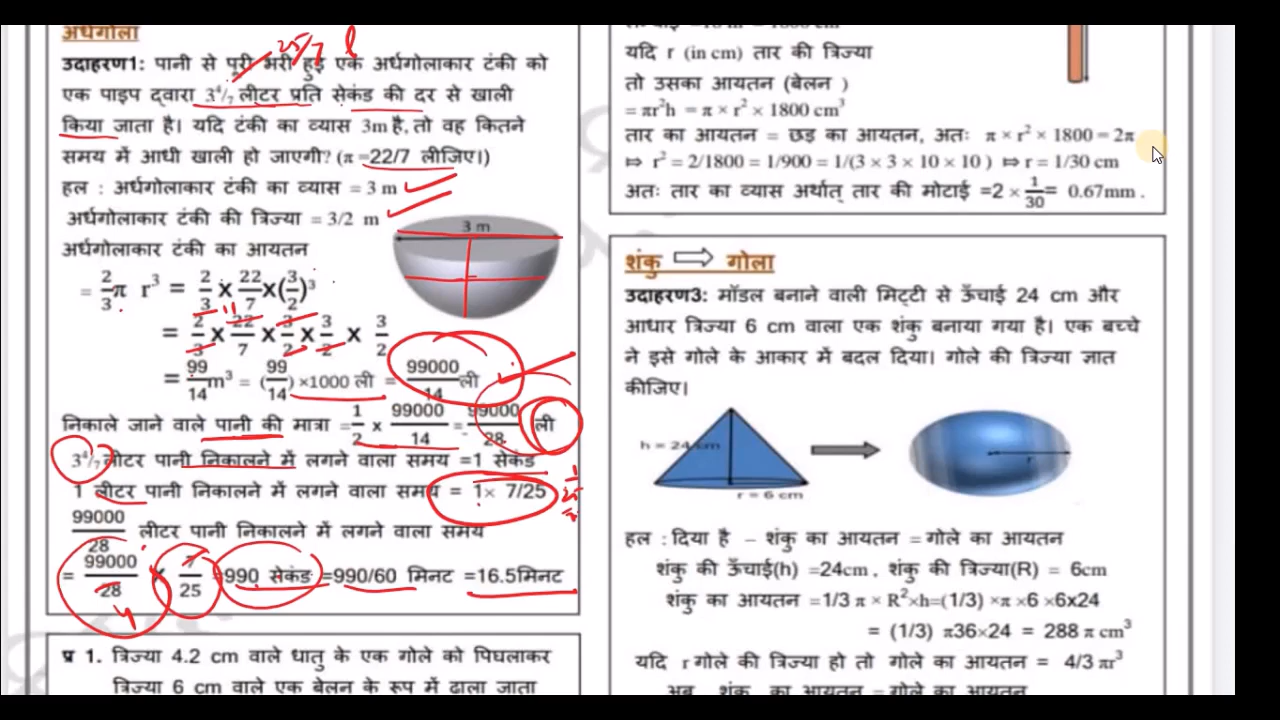 अर्धगोला
25/7 l
उदाहरण1: पानी से पूरी भरी हुई एक अर्धगोलाकार टंकी को
एक पाइप द्वारा 3⁴/₇ लीटर प्रति सेकंड की दर से खाली
किया जाता है। यदि टंकी का व्यास 3m है, तो वह कितने
समय में आधी खाली हो जाएगी? (π =22/7 लीजिए।)
हल : अर्धगोलाकार टंकी का व्यास = 3 m
अर्धगोलाकार टंकी की त्रिज्या = 3/2 m
3 m
अर्धगोलाकार टंकी का आयतन
= 2/3 π r³ = 2/3 x 22/7 x(3/2)³
11
= 2/3 x 22/7 x 3/2 x 3/2 x 3/2
= 99/14 m³ = (99/14) ×1000 ली = 99000/14 ली
निकाले जाने वाले पानी की मात्रा =1/2 x 99000/14 = 99000/28 ली
3⁴/₇ लीटर पानी निकालने में लगने वाला समय =1 सेकंड
1 लीटर पानी निकालने में लगने वाला समय = 1× 7/25
99000/28 लीटर पानी निकालने में लगने वाला समय
= 99000/28 × 7/25 =990 सेकंड =990/60 मिनट =16.5मिनट
4
प्र 1. त्रिज्या 4.2 cm वाले धातु के एक गोले को पिघलाकर
त्रिज्या 6 cm वाले एक बेलन के रूप में ढाला जाता
यदि r (in cm) तार की त्रिज्या
तो उसका आयतन (बेलन )
= πr²h = π × r² × 1800 cm³
तार का आयतन = छड़ का आयतन, अतः π × r² × 1800 = 2π
⇨ r² = 2/1800 = 1/900 = 1/(3 × 3 × 10 × 10 ) ⇨ r = 1/30 cm
अतः तार का व्यास अर्थात् तार की मोटाई =2 × 1/30 = 0.67mm .
शंकु ⇨ गोला
उदाहरण3: मॉडल बनाने वाली मिट्टी से ऊँचाई 24 cm और
आधार त्रिज्या 6 cm वाला एक शंकु बनाया गया है। एक बच्चे
ने इसे गोले के आकार में बदल दिया। गोले की त्रिज्या ज्ञात
कीजिए।
h = 24 cm
r
r = 6 cm
हल : दिया है – शंकु का आयतन = गोले का आयतन
शंकु की ऊँचाई(h) =24cm , शंकु की त्रिज्या(R) = 6cm
शंकु का आयतन =1/3 π × R²×h=(1/3) ×π ×6 ×6x24
= (1/3) π36×24 = 288 π cm³
यदि r गोले की त्रिज्या हो तो गोले का आयतन = 4/3 πr³
अब शंकु का आयतन = गोले का आयतन